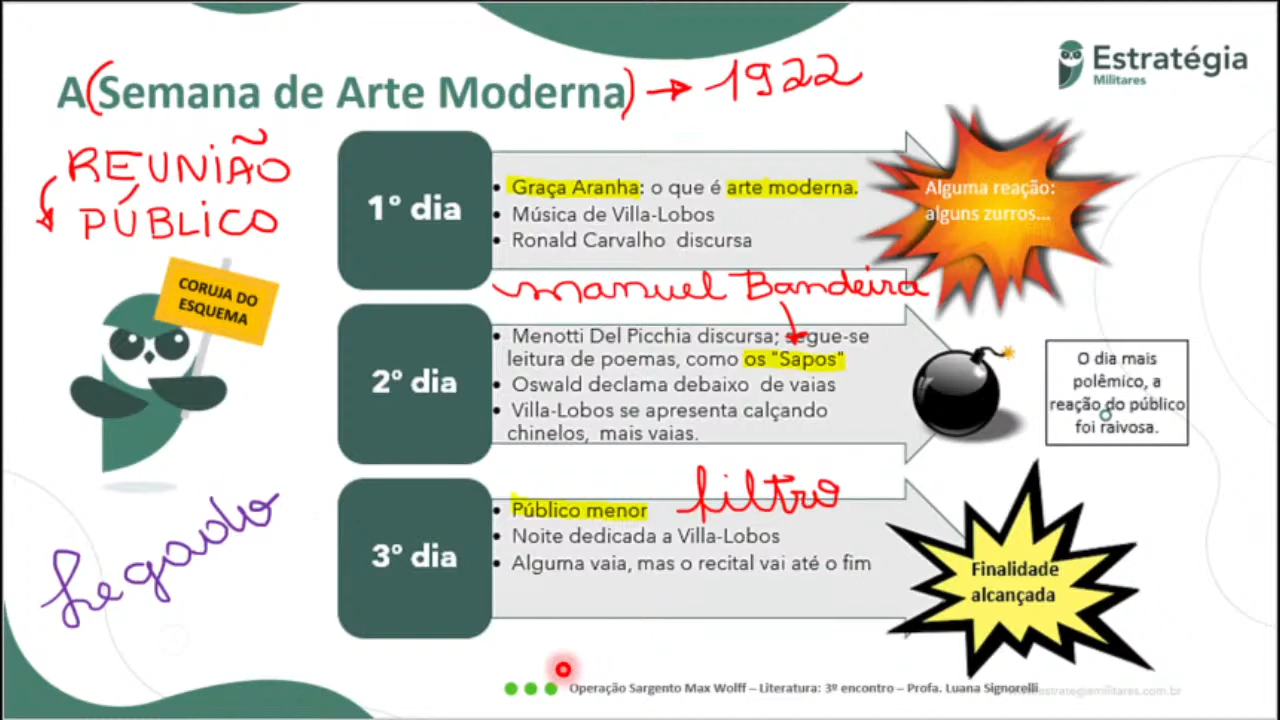 Estratégia
Militares
A (Semana de Arte Moderna) → 1922
REUNIÃO
PÚBLICO
CORUJA DO
ESQUEMA
Legado
1º dia
• Graça Aranha: o que é arte moderna.
• Música de Villa-Lobos
• Ronald Carvalho discursa
Alguma reação:
alguns zurros...
Manuel Bandeira
2º dia
• Menotti Del Picchia discursa; segue-se
leitura de poemas, como os "Sapos"
• Oswald declama debaixo de vaias
• Villa-Lobos se apresenta calçando
chinelos, mais vaias.
O dia mais
polêmico, a
reação do público
foi raivosa.
3º dia
• Público menor
filtro
• Noite dedicada a Villa-Lobos
• Alguma vaia, mas o recital vai até o fim
Finalidade
alcançada
Operação Sargento Max Wolff – Literatura: 3º encontro – Profa. Luana Signorelli